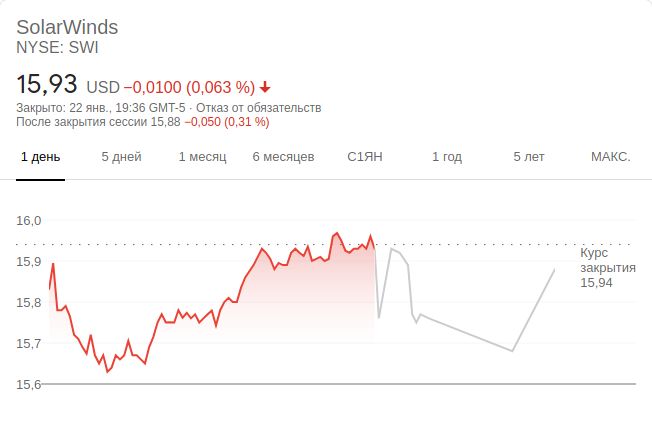 SolarWinds
NYSE: SWI
15,93 USD −0,0100 (0,063 %)
Закрыто: 22 янв., 19:36 GMT-5 · Отказ от обязательств
После закрытия сессии 15,88 −0,050 (0,31 %)
1 день 5 дней 1 месяц 6 месяцев С1ЯН 1 год 5 лет МАКС.
16,0
15,9
15,8
15,7
15,6
Курс
закрытия
15,94